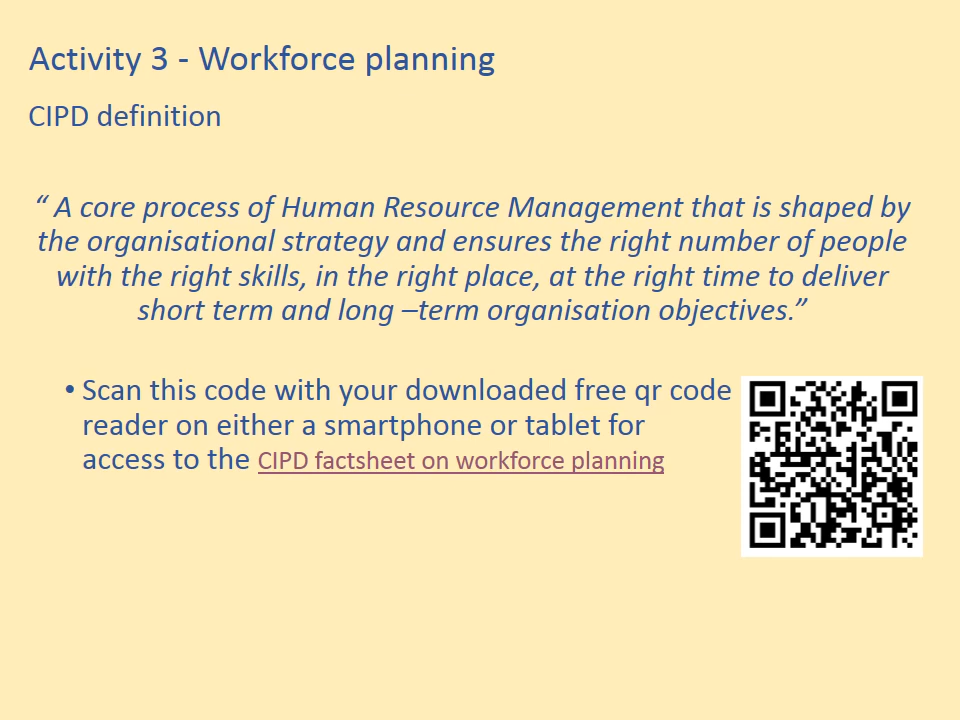 Activity 3 - Workforce planning
CIPD definition
“ A core process of Human Resource Management that is shaped by
the organisational strategy and ensures the right number of people
with the right skills, in the right place, at the right time to deliver
short term and long –term organisation objectives.”
• Scan this code with your downloaded free qr code
reader on either a smartphone or tablet for
access to the CIPD factsheet on workforce planning